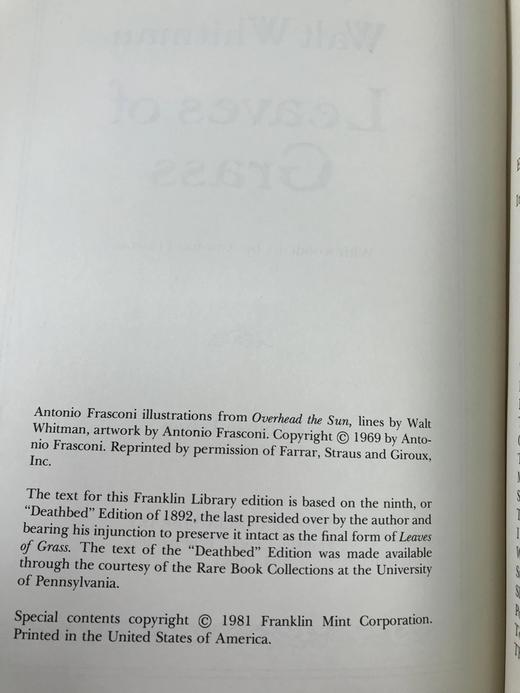 Walt Whitman
Leaves of
Grass
Antonio Frasconi illustrations from Overhead the Sun, lines by Walt
Whitman, artwork by Antonio Frasconi. Copyright © 1969 by Anto-
nio Frasconi. Reprinted by permission of Farrar, Straus and Giroux,
Inc.
The text for this Franklin Library edition is based on the ninth, or
“Deathbed” Edition of 1892, the last presided over by the author and
bearing his injunction to preserve it intact as the final form of Leaves
of Grass. The text of the “Deathbed” Edition was made available
through the courtesy of the Rare Book Collections at the University
of Pennsylvania.
Special contents copyright © 1981 Franklin Mint Corporation.
Printed in the United States of America.